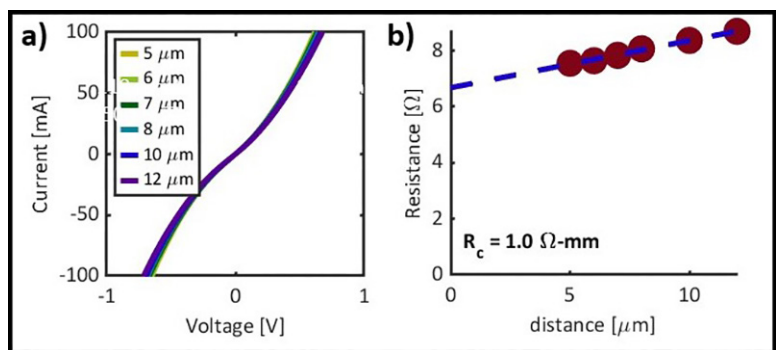 a)
100
50
0
-50
-100
Current [mA]
5 μm
6 μm
7 μm
8 μm
10 μm
12 μm
-1
0
1
Voltage [V]
b)
8
6
4
2
0
Resistance [Ω]
R_c = 1.0 Ω-mm
0
5
10
distance [μm]